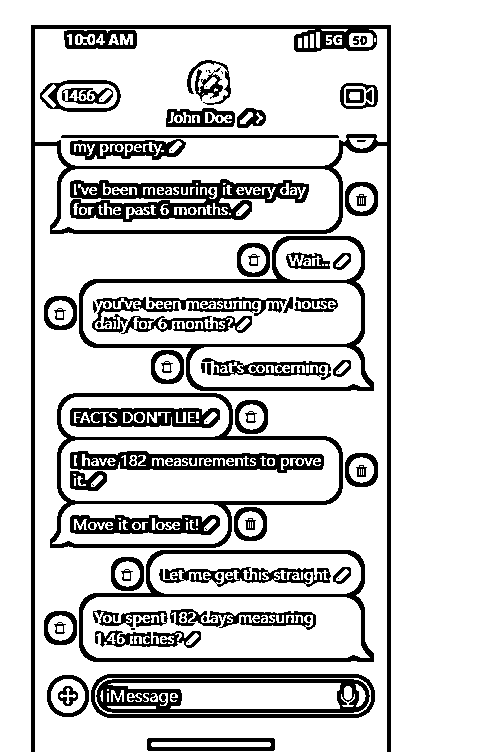 10:04 AM
5G 50
1466
John Doe
my property.
I've been measuring it every day
for the past 6 months.
Wait...
you've been measuring my house
daily for 6 months?
That's concerning
FACTS DON'T LIE!
I have 182 measurements to prove
it.
Move it or lose it!
Let me get this straight
You spent 182 days measuring
1.46 inches?
iMessage